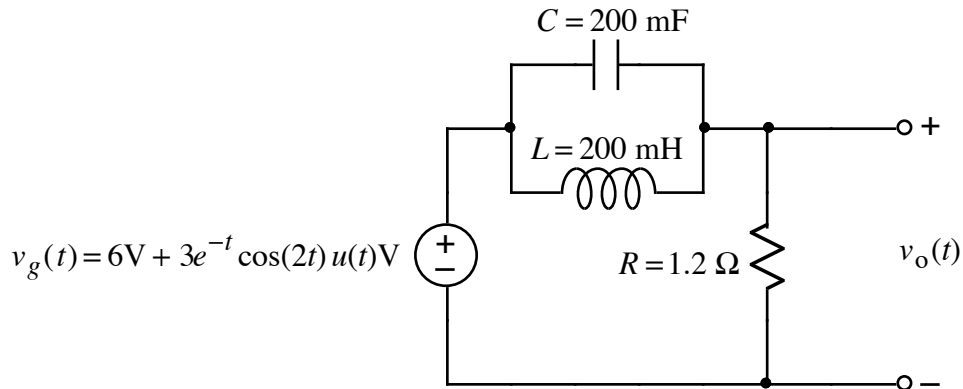 C = 200 mF
+
L = 200 mH
v_g(t) = 6V + 3e^{-t} cos(2t) u(t)V
+
−
R = 1.2 Ω
v_o(t)
−